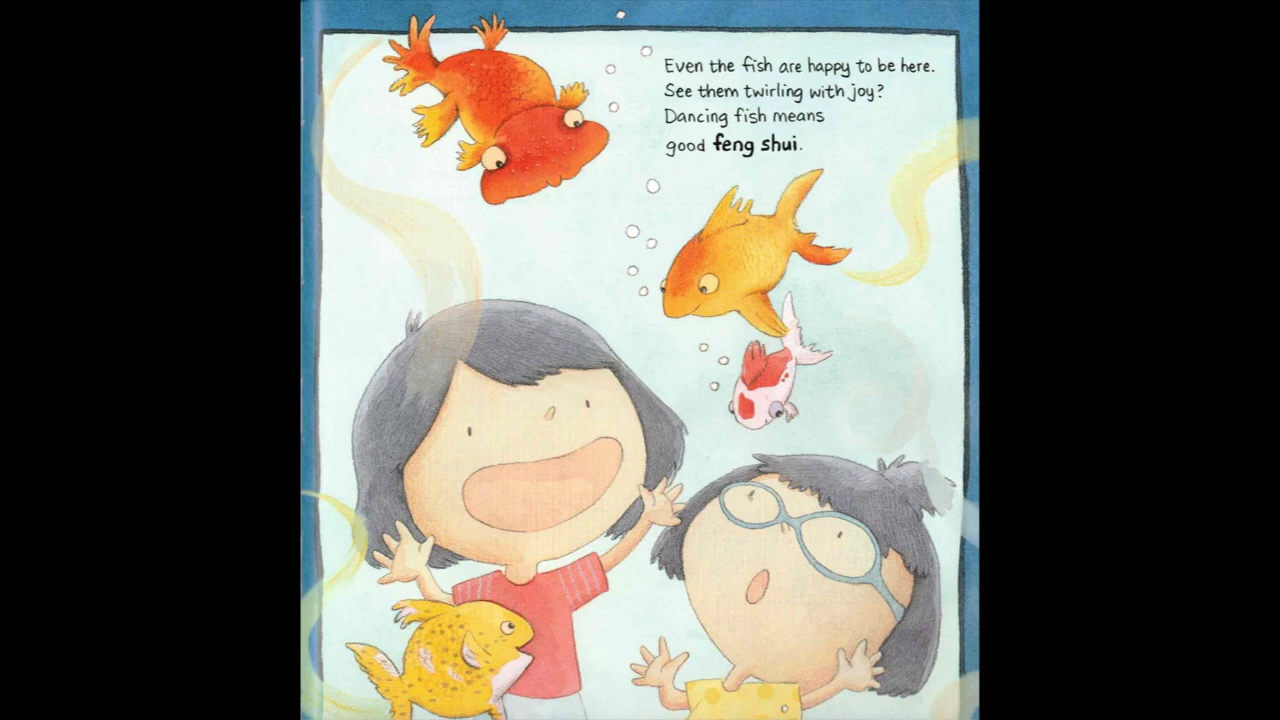 Even the fish are happy to be here.
See them twirling with joy?
Dancing fish means
good feng shui.